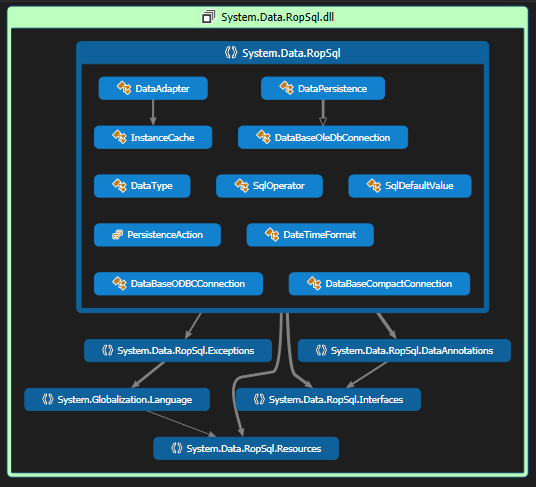 System.Data.RopSql.dll
System.Data.RopSql
DataAdapter
DataPersistence
InstanceCache
DataBaseOleDbConnection
DataType
SqlOperator
SqlDefaultValue
PersistenceAction
DateTimeFormat
DataBaseODBCConnection
DataBaseCompactConnection
System.Data.RopSql.Exceptions
System.Data.RopSql.DataAnnotations
System.Globalization.Language
System.Data.RopSql.Interfaces
System.Data.RopSql.Resources